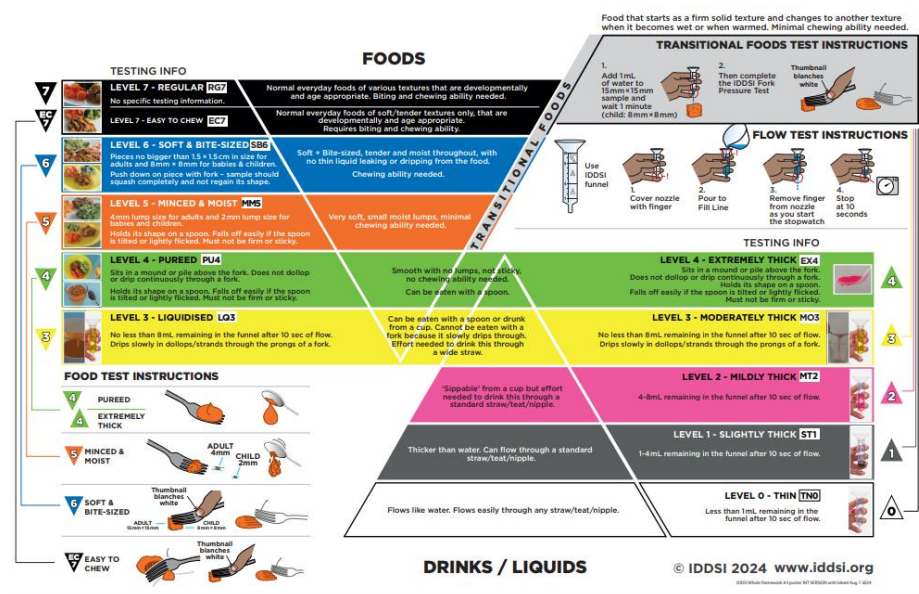 Food that starts as a firm solid texture and changes to another texture
when it becomes wet or when warmed. Minimal chewing ability needed.
FOODS
TRANSITIONAL FOODS TEST INSTRUCTIONS
1.
Add 1mL
of water to
15mm×15mm
sample and
wait 1 minute
(child: 8mm×8mm)
2.
Then complete
the IDDSI Fork
Pressure Test
Thumbnail
blanches
white
TRANSITIONAL FOODS
FLOW TEST INSTRUCTIONS
Use
IDDSI
funnel
1.
Cover nozzle
with finger
2.
Pour to
Fill Line
3.
Remove finger
from nozzle
as you start
the stopwatch
4.
Stop
at 10
seconds
TESTING INFO
7
LEVEL 7 - REGULAR RG7
No specific testing information.
Normal everyday foods of various textures that are developmentally
and age appropriate. Biting and chewing ability needed.
EC
7
LEVEL 7 - EASY TO CHEW EC7
Normal everyday foods of soft/tender textures only, that are
developmentally and age appropriate.
Requires biting and chewing ability.
6
LEVEL 6 - SOFT & BITE-SIZED SB6
Pieces no bigger than 1.5 × 1.5cm in size for
adults and 8mm × 8mm for babies & children.
Push down on piece with fork – sample should
squash completely and not regain its shape.
Soft + Bite-sized, tender and moist throughout, with
no thin liquid leaking or dripping from the food.
Chewing ability needed.
5
LEVEL 5 - MINCED & MOIST MM5
4mm lump size for adults and 2mm lump size for
babies and children.
Holds its shape on a spoon. Falls off easily if the spoon
is tilted or lightly flicked. Must not be firm or sticky.
Very soft, small moist lumps, minimal
chewing ability needed.
4
LEVEL 4 - PUREED PU4
Sits in a mound or pile above the fork. Does not dollop
or drip continuously through a fork.
Holds its shape on a spoon. Falls off easily if the spoon
is tilted or lightly flicked. Must not be firm or sticky.
Smooth with no lumps, not sticky,
no chewing ability needed.
Can be eaten with a spoon.
TESTING INFO
LEVEL 4 - EXTREMELY THICK EX4
Sits in a mound or pile above the fork.
Does not dollop or drip continuously through a fork.
Holds its shape on a spoon.
Falls off easily if the spoon is tilted or lightly flicked.
Must not be firm or sticky.
4
3
LEVEL 3 - LIQUIDISED LQ3
No less than 8mL remaining in the funnel after 10 sec of flow.
Drips slowly in dollops/strands through the prongs of a fork.
Can be eaten with a spoon or drunk
from a cup. Cannot be eaten with a
fork because it slowly drips through.
Effort needed to drink this through
a wide straw.
LEVEL 3 - MODERATELY THICK MO3
No less than 8mL remaining in the funnel after 10 sec of flow.
Drips slowly in dollops/strands through the prongs of a fork.
3
'Sippable' from a cup but effort
needed to drink this through a
standard straw/teat/nipple.
LEVEL 2 - MILDLY THICK MT2
4-8mL remaining in the funnel after 10 sec of flow.
2
Thicker than water. Can flow through a standard
straw/teat/nipple.
LEVEL 1 - SLIGHTLY THICK ST1
1-4mL remaining in the funnel after 10 sec of flow.
1
Flows like water. Flows easily through any straw/teat/nipple.
LEVEL 0 - THIN TN0
Less than 1mL remaining in the
funnel after 10 sec of flow.
0
FOOD TEST INSTRUCTIONS
4
PUREED
4
EXTREMELY
THICK
5
MINCED &
MOIST
ADULT
4mm
CHILD
2mm
6
SOFT &
BITE-SIZED
Thumbnail
blanches
white
ADULT
15mm×15mm
CHILD
8mm×8mm
EC
7
EASY TO
CHEW
Thumbnail
blanches
white
DRINKS / LIQUIDS
© IDDSI 2024 www.iddsi.org